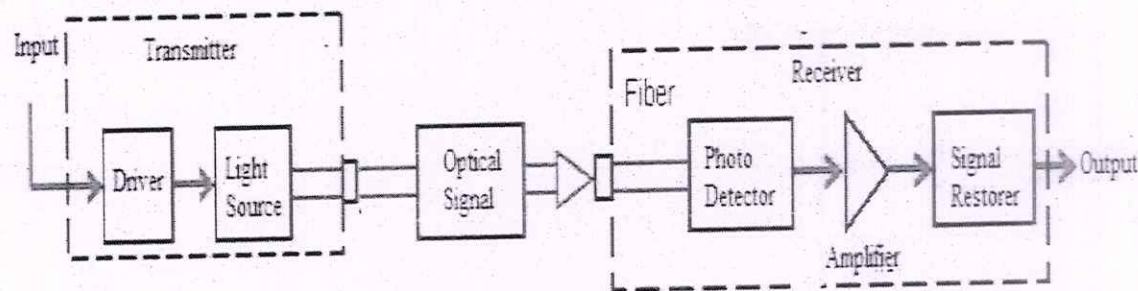 Input
Transmitter
Driver
Light
Source
Optical
Signal
Fiber
Receiver
Photo
Detector
Amplifier
Signal
Restorer
Output